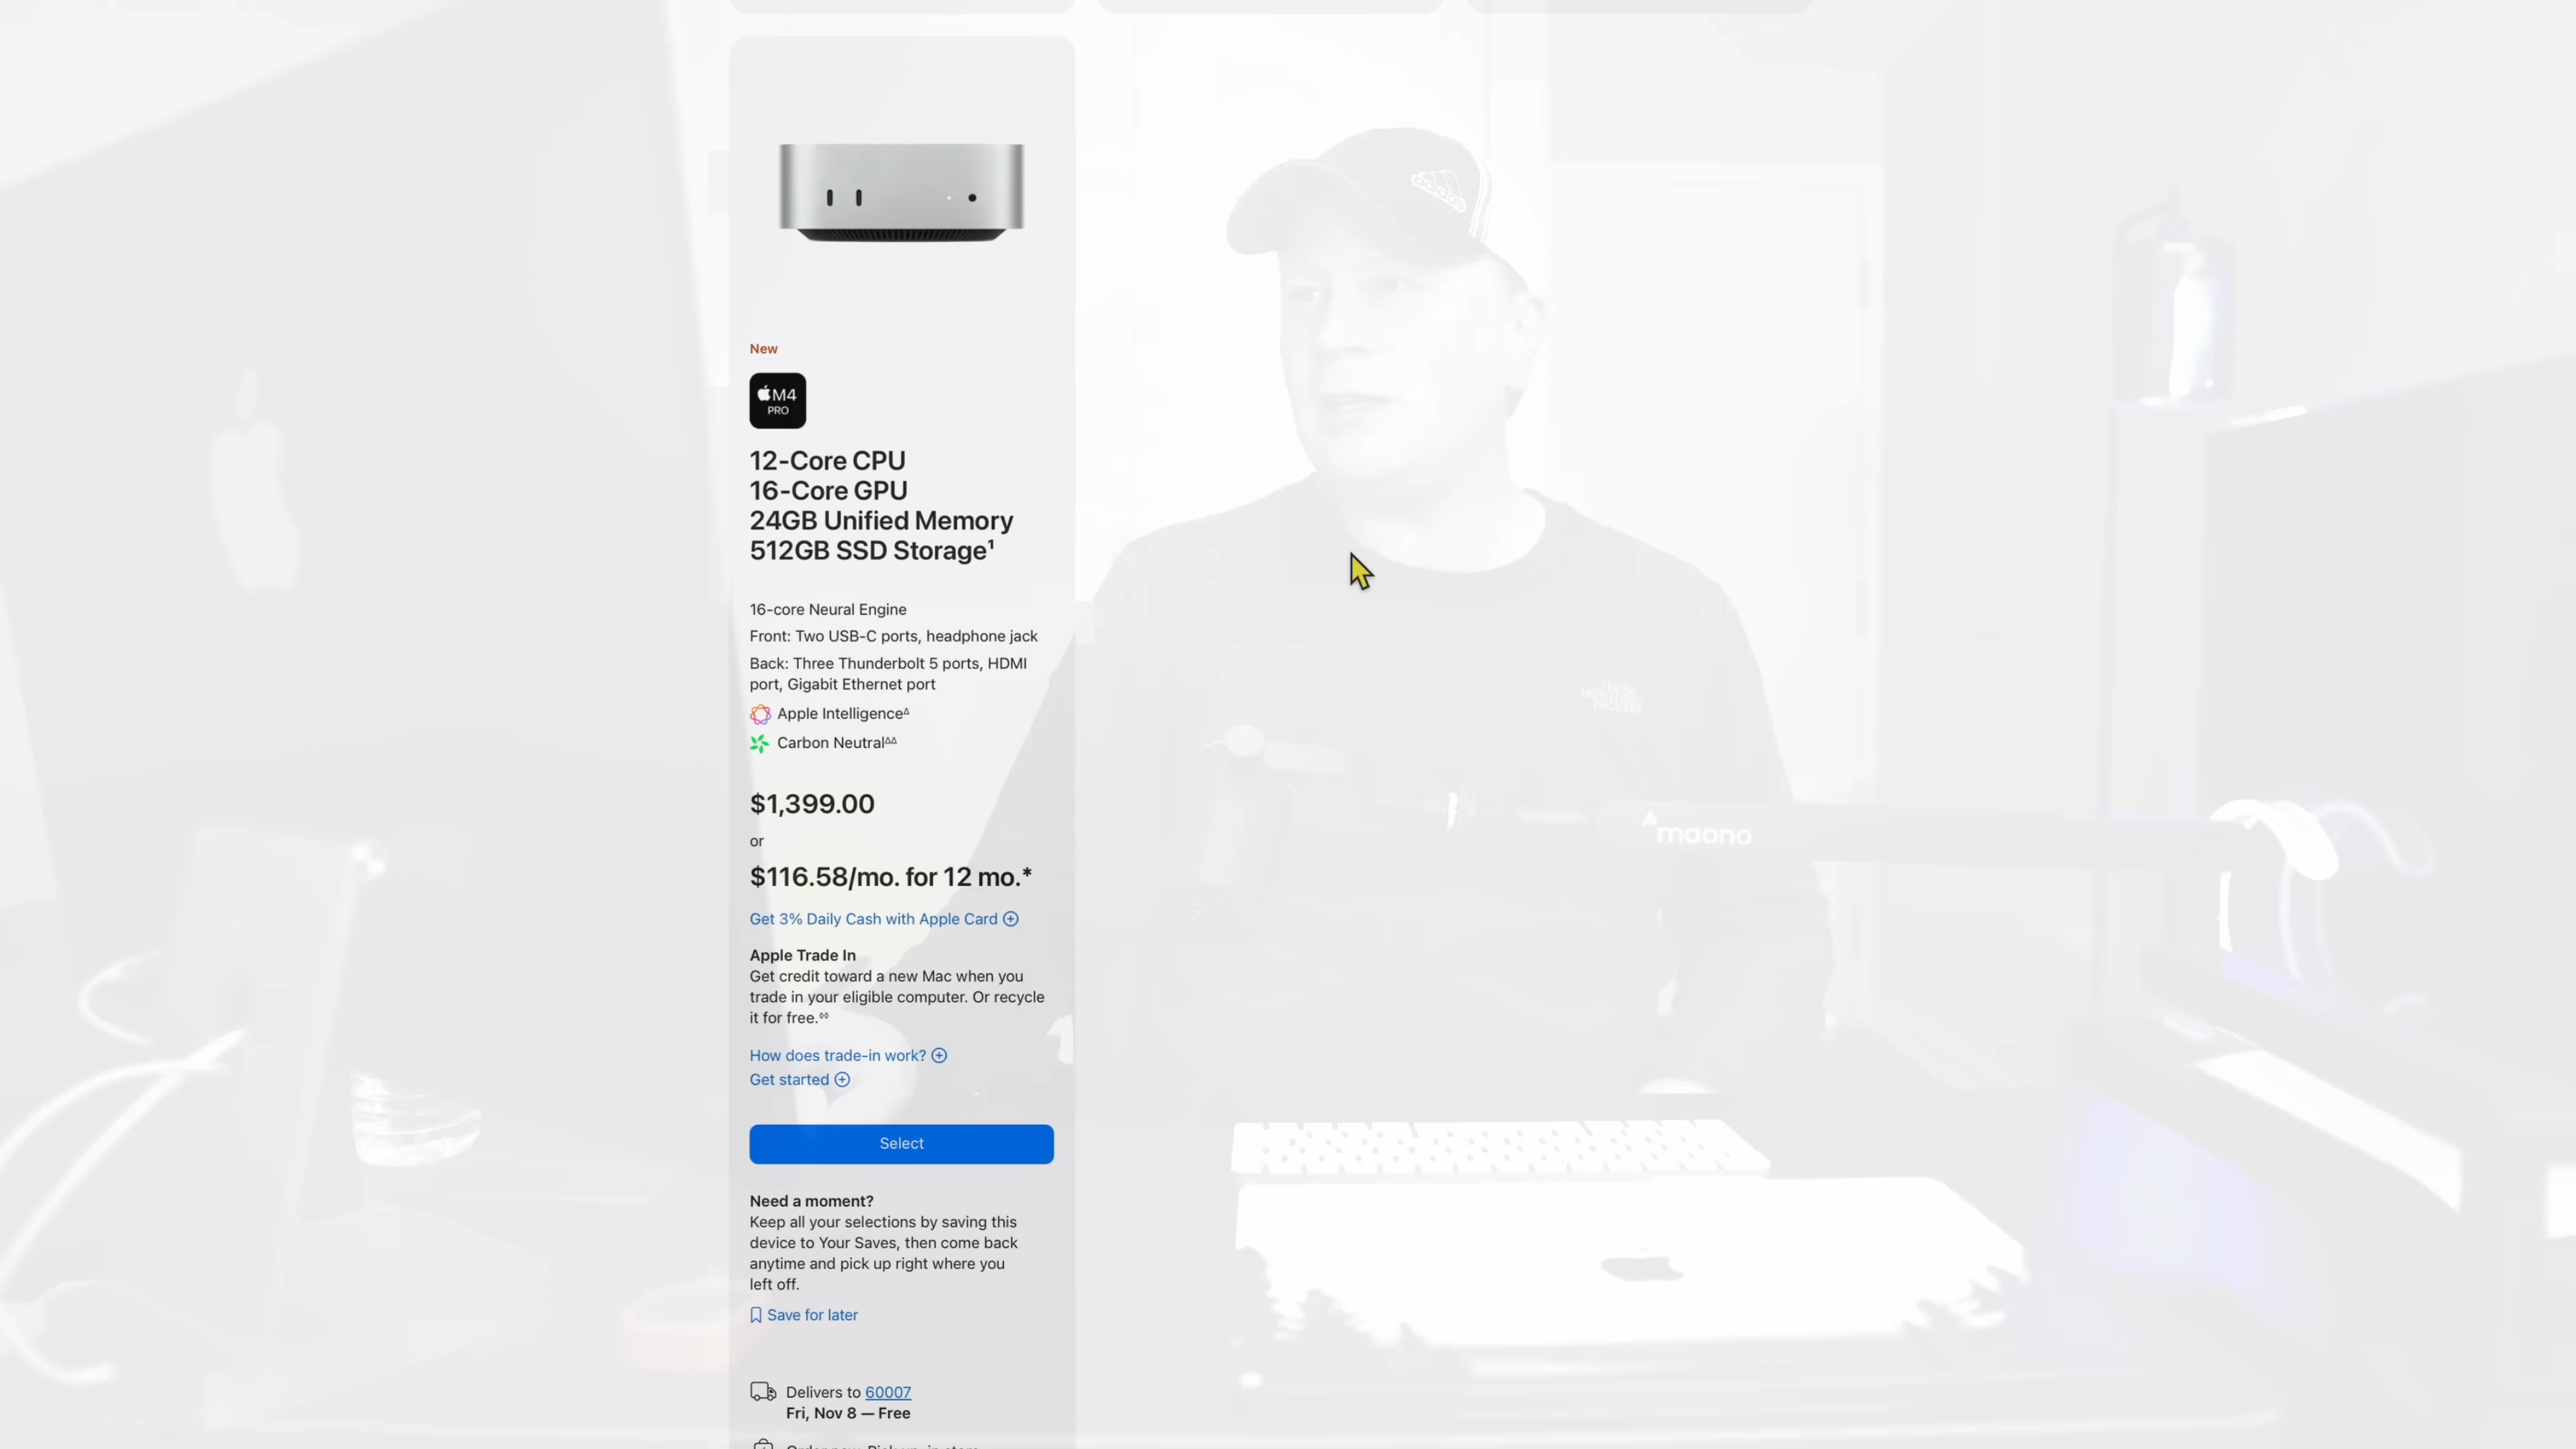 adidas
New
M4
PRO
12-Core CPU
16-Core GPU
24GB Unified Memory
512GB SSD Storage¹
16-core Neural Engine
Front: Two USB-C ports, headphone jack
Back: Three Thunderbolt 5 ports, HDMI
port, Gigabit Ethernet port
Apple Intelligence∆
Carbon Neutral∆∆
THE
NORTH
FACE
maono
$1,399.00
or
$116.58/mo. for 12 mo.*
Get 3% Daily Cash with Apple Card
Apple Trade In
Get credit toward a new Mac when you
trade in your eligible computer. Or recycle
it for free.◊◊
How does trade-in work?
Get started
Select
Need a moment?
Keep all your selections by saving this
device to Your Saves, then come back
anytime and pick up right where you
left off.
Save for later
Delivers to 60007
Fri, Nov 8 — Free